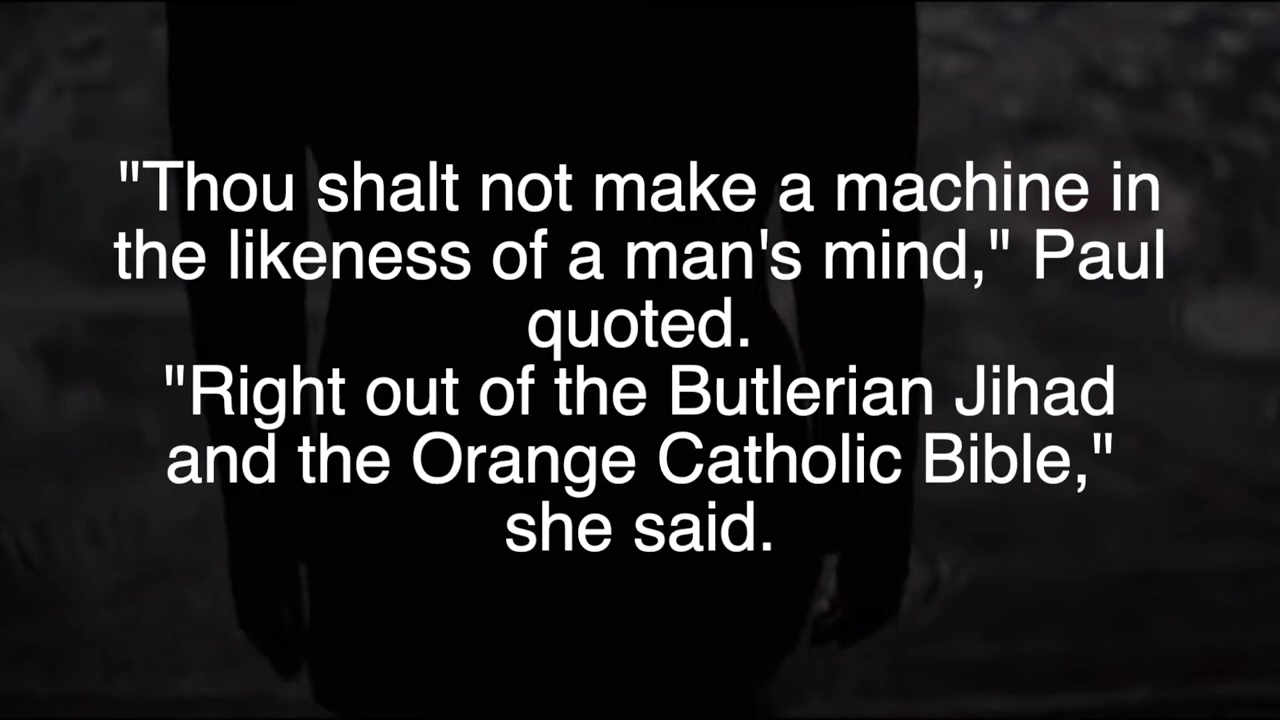 "Thou shalt not make a machine in
the likeness of a man's mind," Paul
quoted.
"Right out of the Butlerian Jihad
and the Orange Catholic Bible,"
she said.